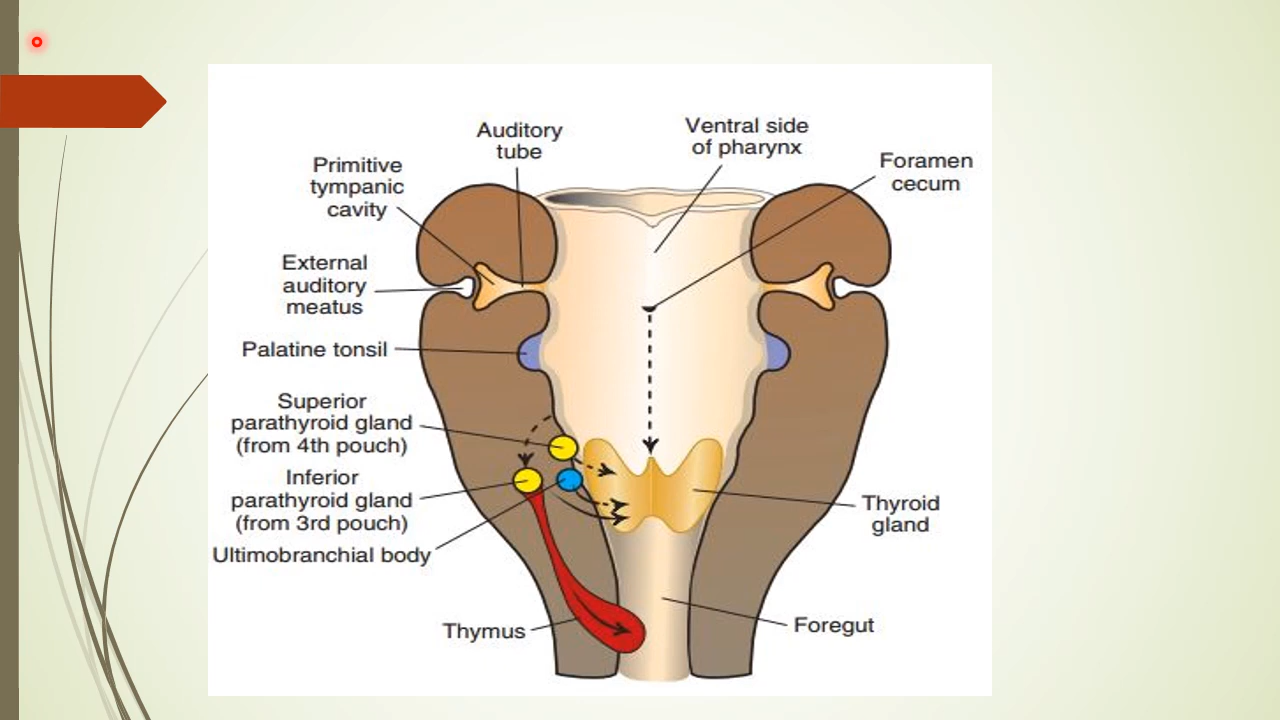 Auditory
tube
Ventral side
of pharynx
Foramen
cecum
Primitive
tympanic
cavity
External
auditory
meatus
Palatine tonsil
Superior
parathyroid gland
(from 4th pouch)
Inferior
parathyroid gland
(from 3rd pouch)
Ultimobranchial body
Thymus
Thyroid
gland
Foregut